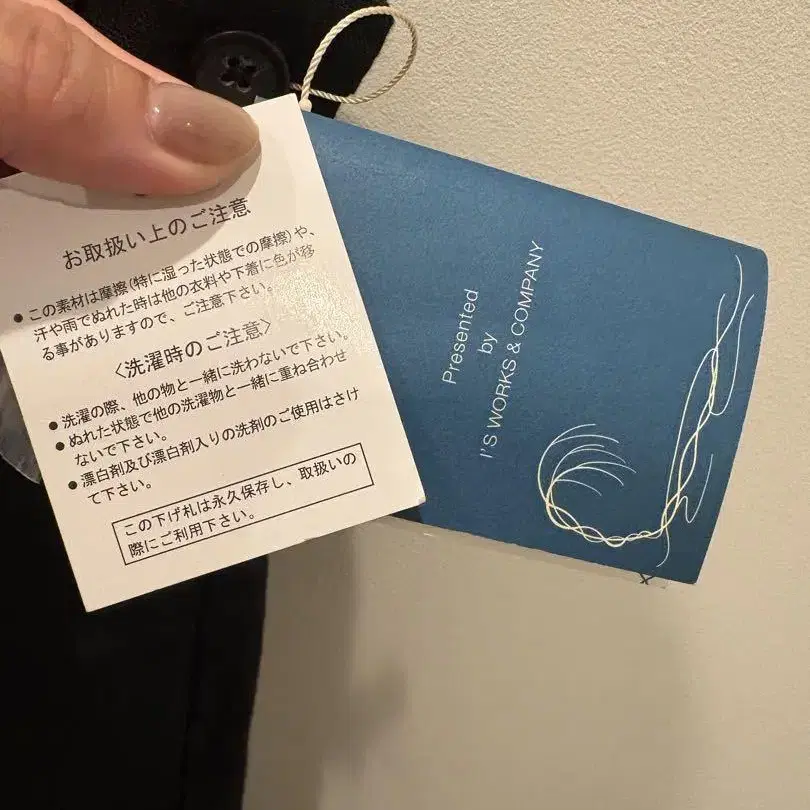 お取扱い上のご注意
●この素材は摩擦(特に湿った状態での摩擦)や、
汗や雨でぬれた時は他の衣料や下着に色が移
る事がありますので、ご注意下さい。
〈洗濯時のご注意〉
●洗濯の際、他の物と一緒に洗わないで下さい。
●ぬれた状態で他の洗濯物と一緒に重ね合わせ
ないで下さい。
●漂白剤及び漂白剤入りの洗剤のご使用はさけ
て下さい。
この下げ札は永久保存し、取扱いの
際にご利用下さい。
Presented
by
I'S WORKS & COMPANY